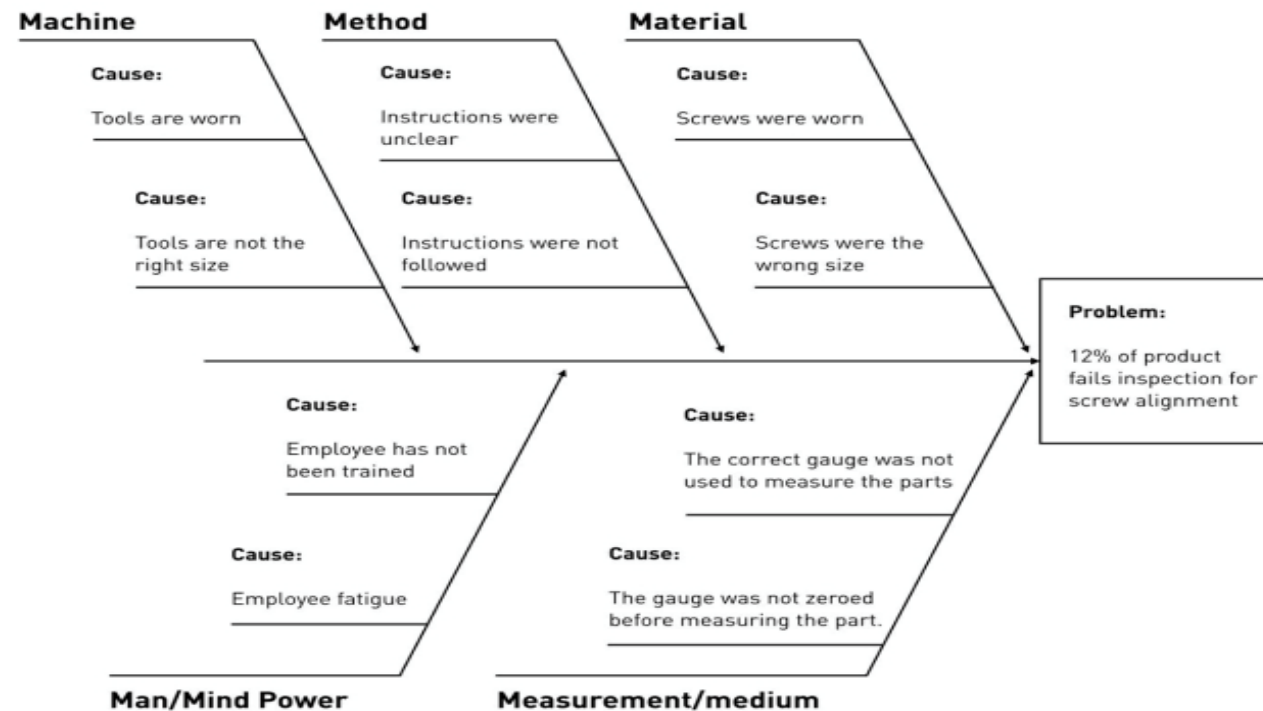 Machine
Method
Material
Cause:
Tools are worn
Cause:
Instructions were
unclear
Cause:
Screws were worn
Cause:
Tools are not the
right size
Cause:
Instructions were not
followed
Cause:
Screws were the
wrong size
Problem:
12% of product
fails inspection for
screw alignment
Cause:
Employee has not
been trained
Cause:
The correct gauge was not
used to measure the parts
Cause:
Employee fatigue
Cause:
The gauge was not zeroed
before measuring the part.
Man/Mind Power
Measurement/medium